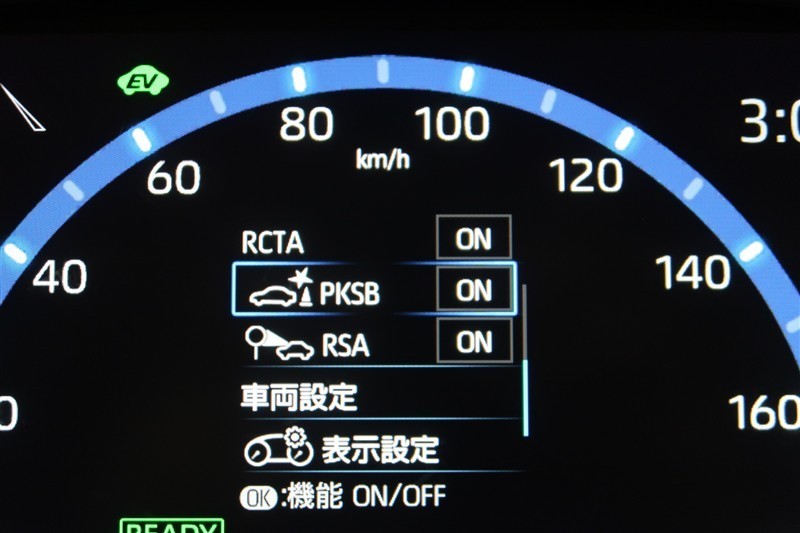 EV
3:0
80 100
km/h
60 120
40 140
0 160
RCTA ON
PKSB ON
RSA ON
車両設定
表示設定
OK:機能 ON/OFF
READY